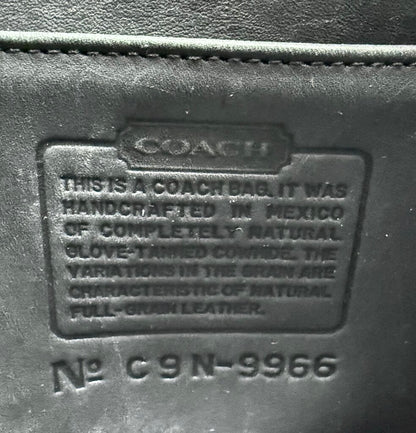 COACH
THIS IS A COACH BAG. IT WAS
HANDCRAFTED IN MEXICO
OF COMPLETELY NATURAL
GLOVE-TANNED COWHIDE. THE
VARIATIONS IN THE GRAIN ARE
CHARACTERISTIC OF NATURAL
FULL-GRAIN LEATHER.
Nº C9N-9966